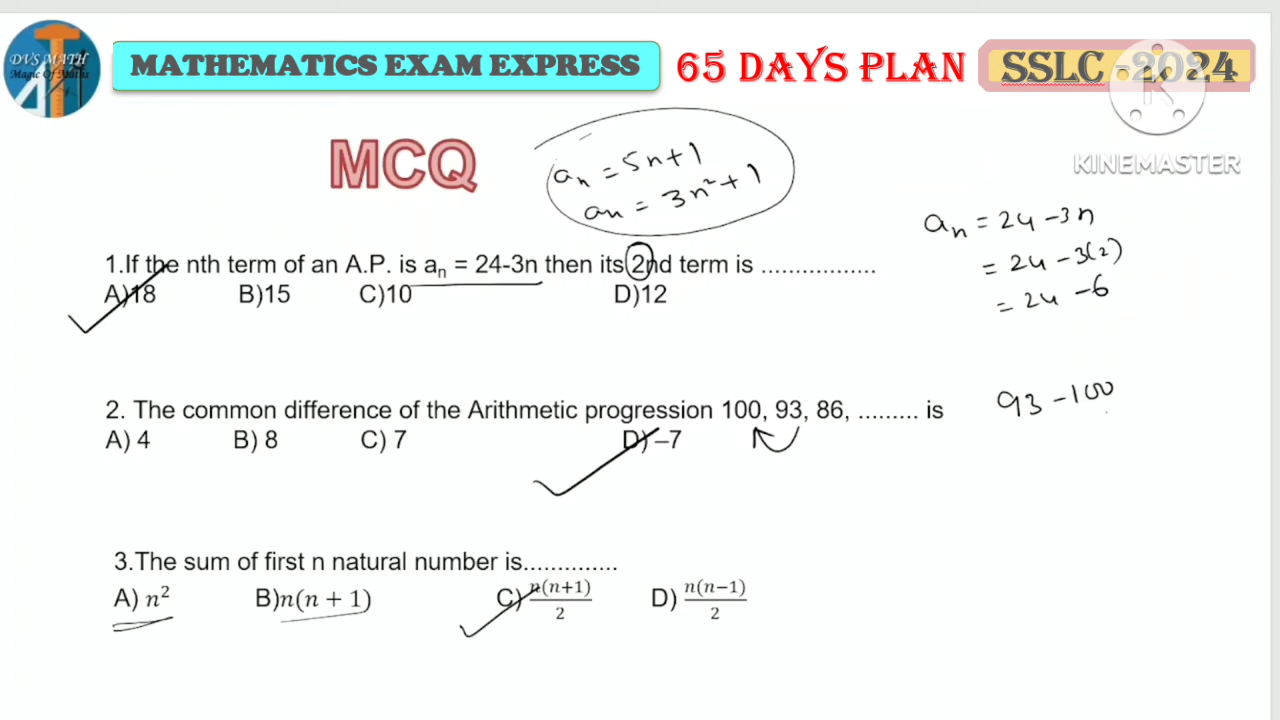 DVS MATH
Magic Of Maths
MATHEMATICS EXAM EXPRESS 65 DAYS PLAN SSLC -2024
KINEMASTER
MCQ
aₙ = 5n+1
aₙ = 3n²+1
aₙ = 24 -3n
= 24 -3(2)
= 24 -6
1.If the nth term of an A.P. is aₙ = 24-3n then its 2nd term is .................
A)18 B)15 C)10 D)12
2. The common difference of the Arithmetic progression 100, 93, 86, ......... is
93 -100
A) 4 B) 8 C) 7 D) –7
3.The sum of first n natural number is..............
A) n² B)n(n + 1) C) n(n+1)/2 D) n(n−1)/2